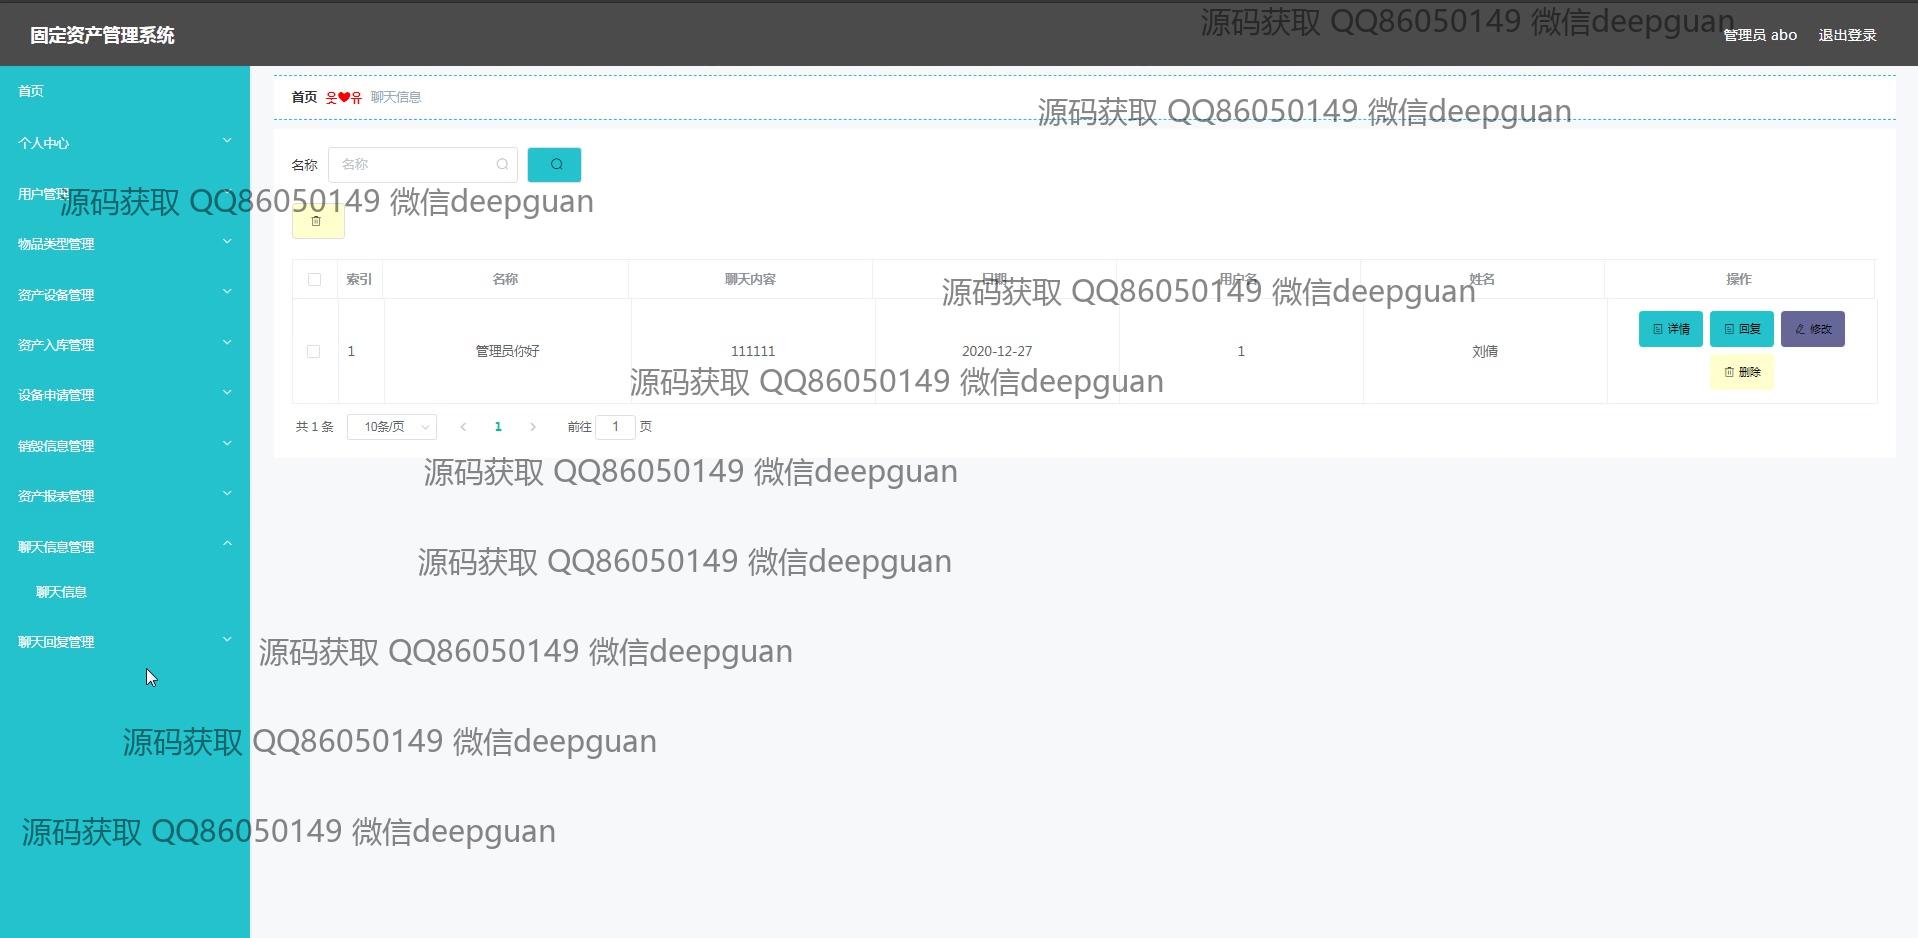 固定资产管理系统
源码获取 QQ86050149 微信deepguan
管理员 abo 退出登录
首页
个人中心
用户管理
物品类型管理
资产设备管理
资产入库管理
设备申请管理
销毁信息管理
资产报表管理
聊天信息管理
聊天信息
聊天回复管理
首页 웃❤유 聊天信息
源码获取 QQ86050149 微信deepguan
名称 名称
源码获取 QQ86050149 微信deepguan
索引 名称 聊天内容 日期 用户名 姓名 操作
源码获取 QQ86050149 微信deepguan
1 管理员你好 111111 2020-12-27 1 刘倩 详情 回复 修改
删除
源码获取 QQ86050149 微信deepguan
共 1 条 10条/页 1 前往 1 页
源码获取 QQ86050149 微信deepguan
源码获取 QQ86050149 微信deepguan
源码获取 QQ86050149 微信deepguan
源码获取 QQ86050149 微信deepguan
源码获取 QQ86050149 微信deepguan